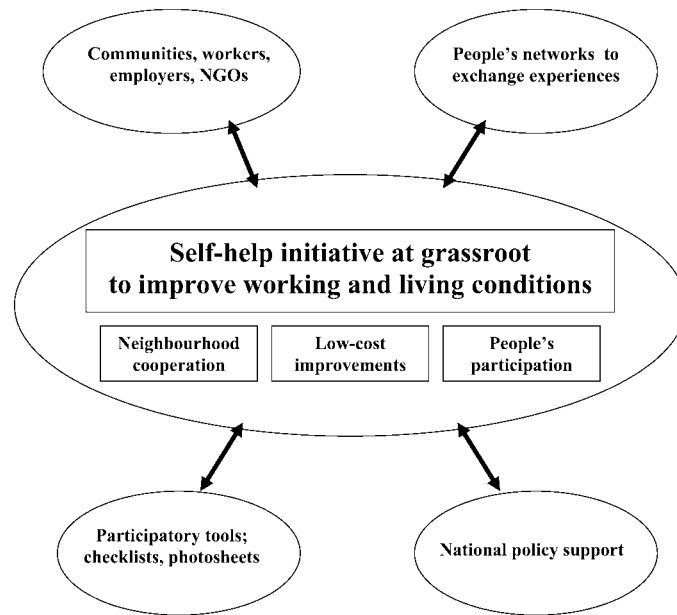 Communities, workers,
employers, NGOs
People's networks to
exchange experiences
Self-help initiative at grassroot
to improve working and living conditions
Neighbourhood
cooperation
Low-cost
improvements
People's
participation
Participatory tools;
checklists, photosheets
National policy support